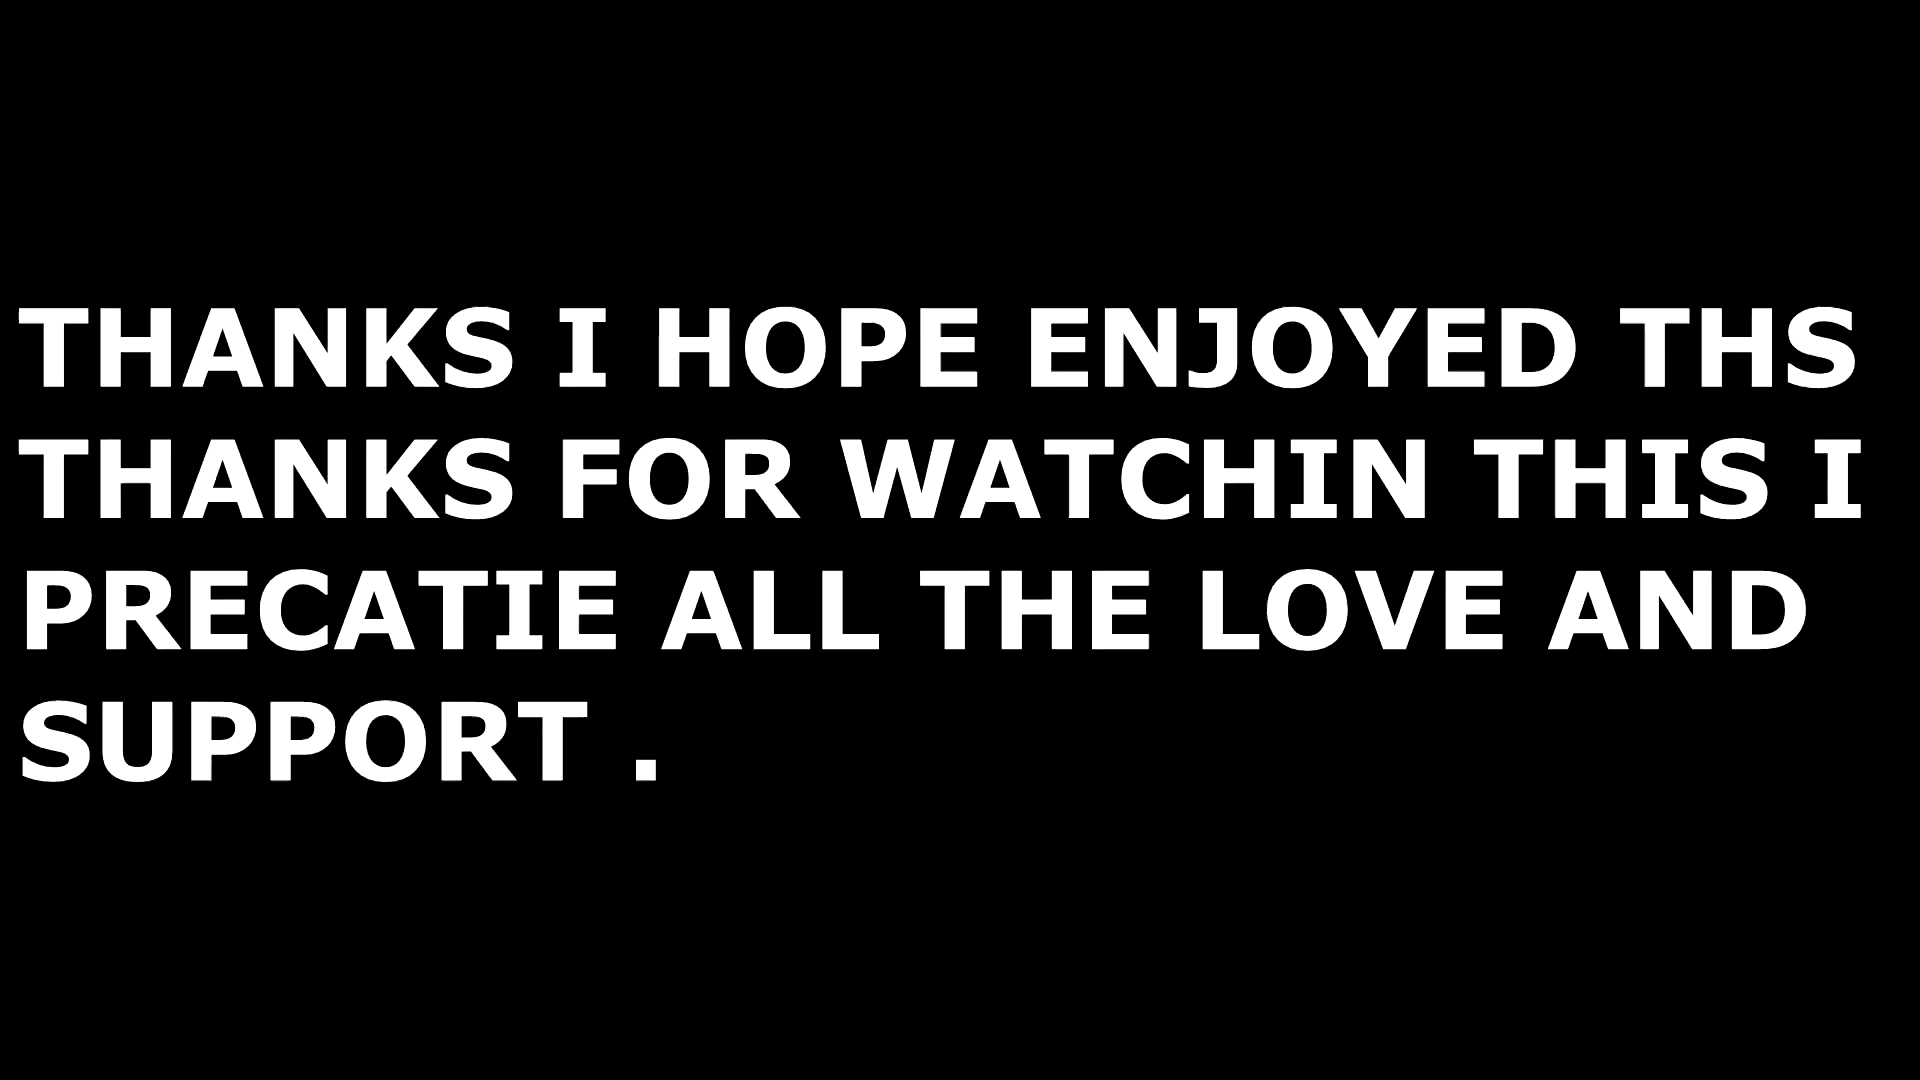 THANKS I HOPE ENJOYED THS
THANKS FOR WATCHIN THIS I
PRECATIE ALL THE LOVE AND
SUPPORT .